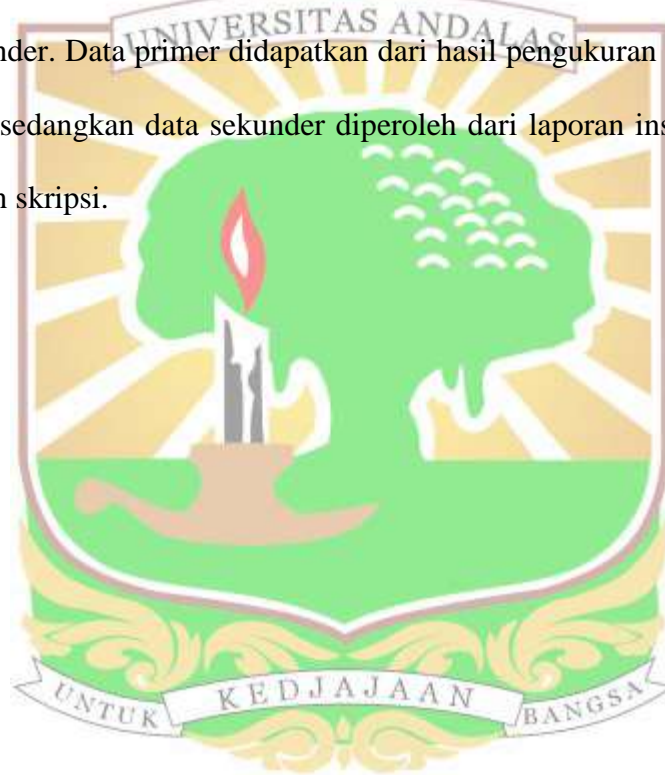 UNIVERSITAS ANDALAS
nder. Data primer didapatkan dari hasil pengukuran
sedangkan data sekunder diperoleh dari laporan ins
n skripsi.
UNTUK KEDJAJAAN BANGSA